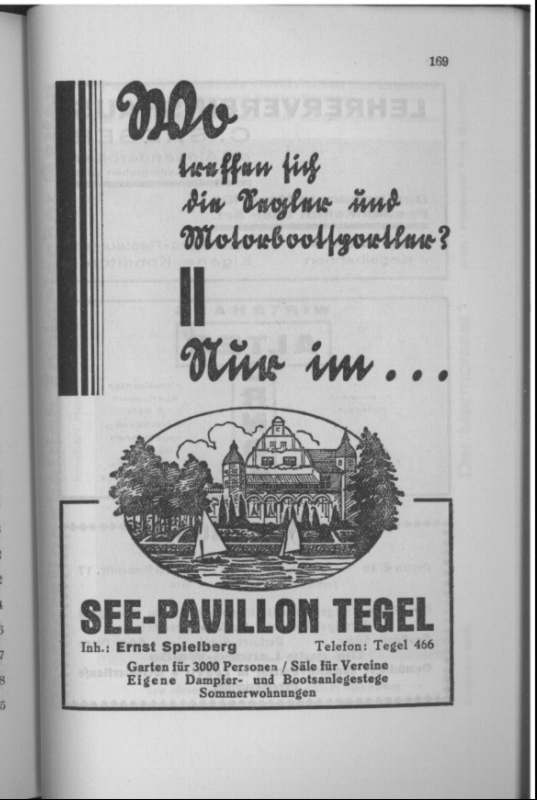 169
Wo
treffen sich
die Segler und
Motorbootsportler?
Nur im...
SEE-PAVILLON TEGEL
Inh.: Ernst Spielberg Telefon: Tegel 466
Garten für 3000 Personen / Säle für Vereine
Eigene Dampfer- und Bootsanlegestege
Sommerwohnungen